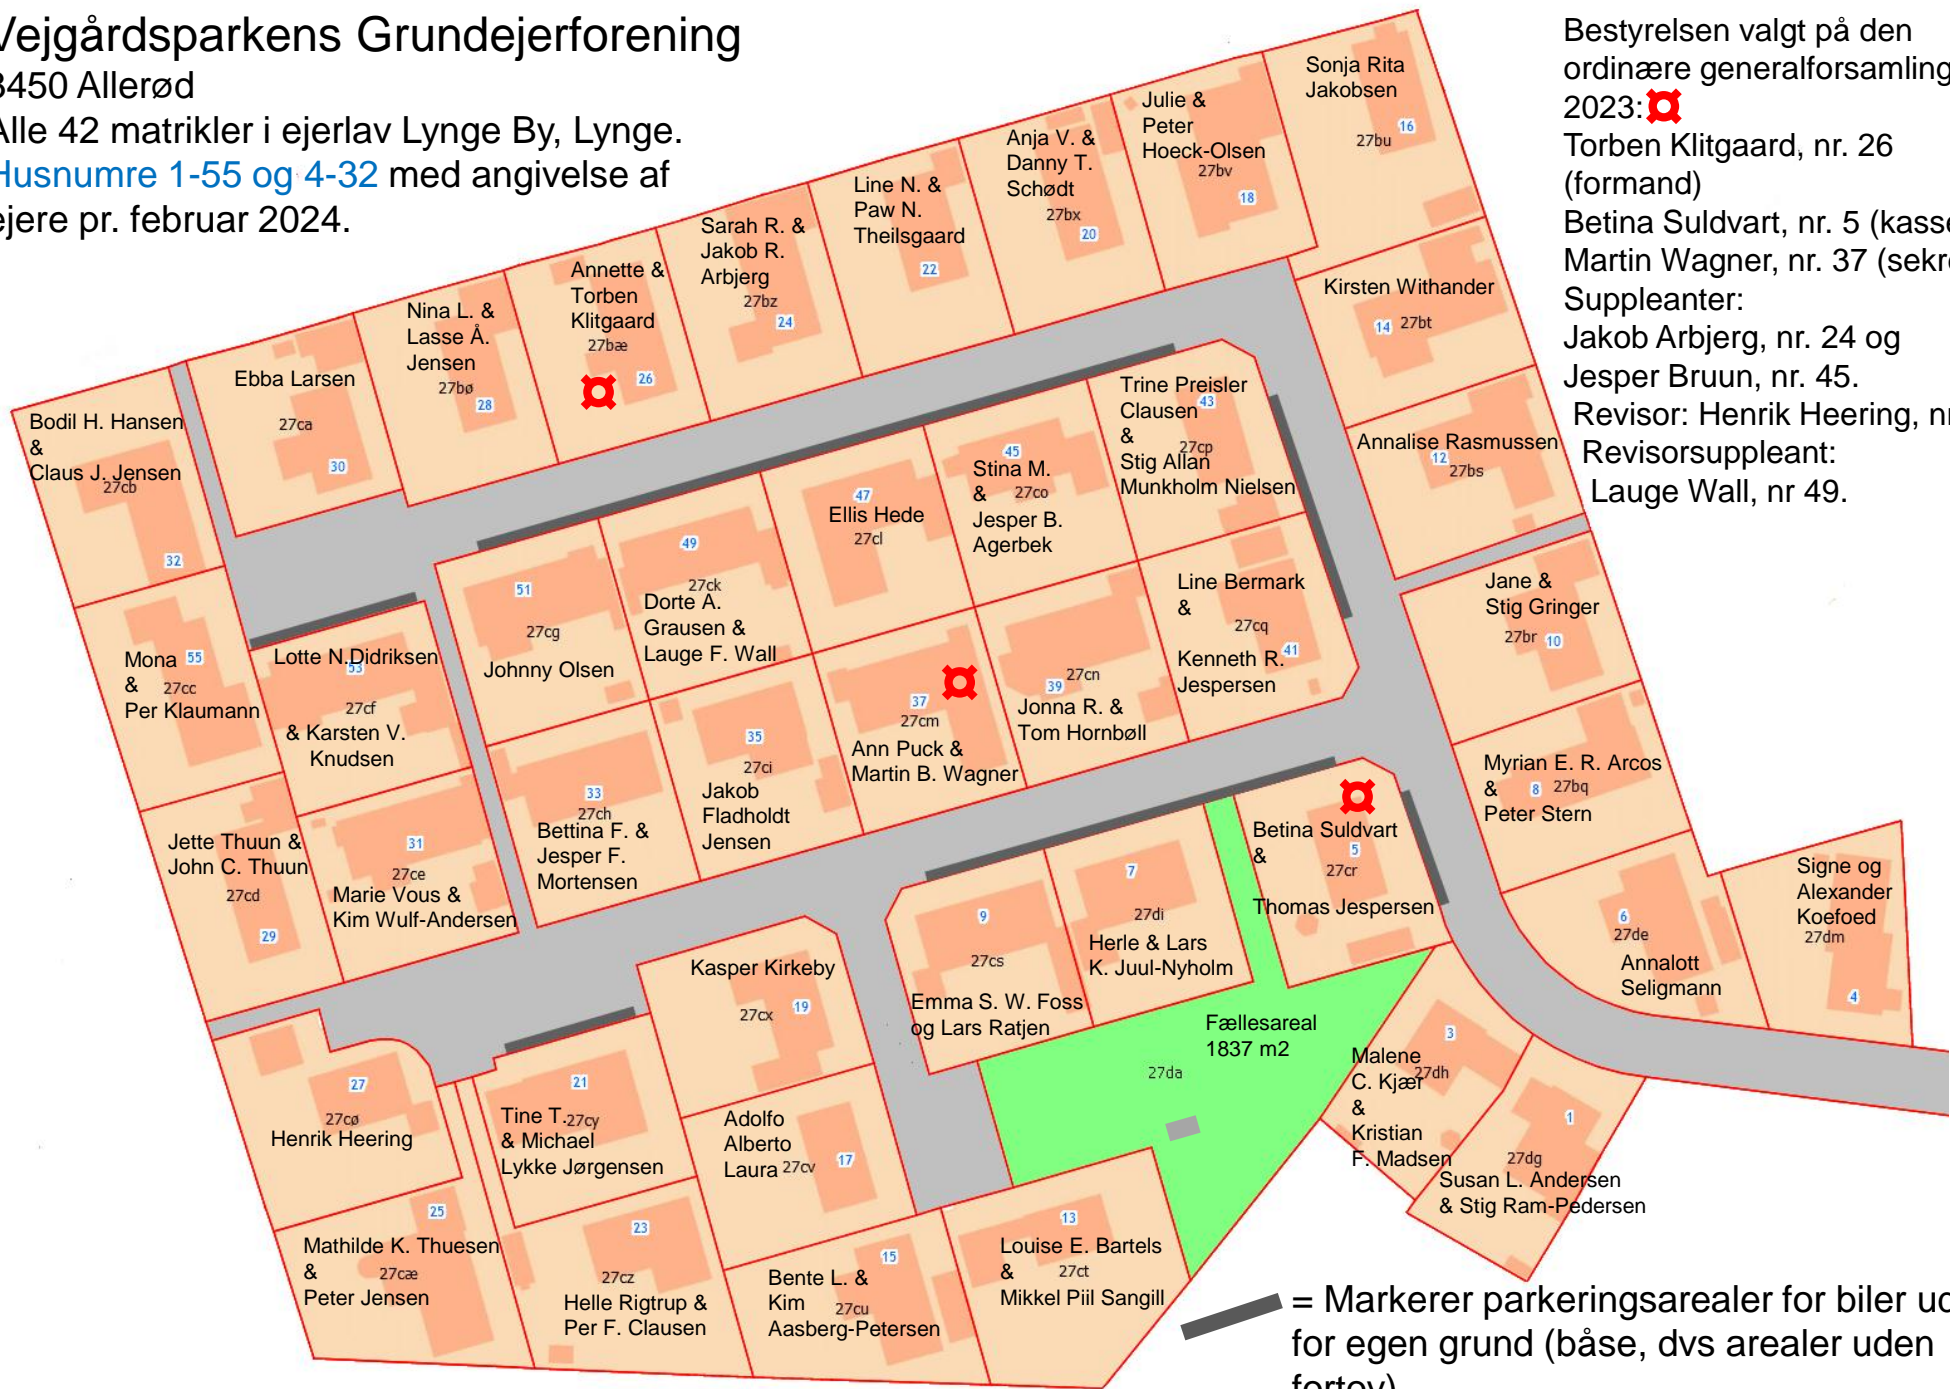 Vejgårdsparkens Grundejerforening
3450 Allerød
Alle 42 matrikler i ejerlav Lynge By, Lynge.
Husnumre 1-55 og 4-32 med angivelse af
ejere pr. februar 2024.
Bestyrelsen valgt på den
ordinære generalforsamling
2023:
Torben Klitgaard, nr. 26
(formand)
Betina Suldvart, nr. 5 (kasse
Martin Wagner, nr. 37 (sekre
Suppleanter:
Jakob Arbjerg, nr. 24 og
Jesper Bruun, nr. 45.
Revisor: Henrik Heering, nr
Revisorsuppleant:
Lauge Wall, nr 49.
Sonja Rita
Jakobsen
16
27bu
Julie &
Peter
Hoeck-Olsen
27bv
18
Anja V. &
Danny T.
Schødt
27bx
20
Line N. &
Paw N.
Theilsgaard
22
Sarah R. &
Jakob R.
Arbjerg
27bz
24
Annette &
Torben
Klitgaard
27bæ
26
Nina L. &
Lasse Å.
Jensen
27bø
28
Ebba Larsen
27ca
30
Bodil H. Hansen
&
Claus J. Jensen
27cb
32
Kirsten Withander
14 27bt
Annalise Rasmussen
12
27bs
Trine Preisler
Clausen 43
&
27cp
Stig Allan
Munkholm Nielsen
45
Stina M.
& 27co
Jesper B.
Agerbek
47
Ellis Hede
27cl
49
27ck
Dorte A.
Grausen &
Lauge F. Wall
51
27cg
Johnny Olsen
Lotte N.Didriksen
53
27cf
& Karsten V.
Knudsen
Mona 55
& 27cc
Per Klaumann
Line Bermark
&
27cq
Kenneth R. 41
Jespersen
27cn
39
Jonna R. &
Tom Hornbøll
37
27cm
Ann Puck &
Martin B. Wagner
35
27ci
Jakob
Fladholdt
Jensen
33
27ch
Bettina F. &
Jesper F.
Mortensen
31
27ce
Marie Vous &
Kim Wulf-Andersen
Jette Thuun &
John C. Thuun
27cd
29
Jane &
Stig Gringer
27br 10
Myrian E. R. Arcos
& 8 27bq
Peter Stern
6
27de
Annalott
Seligmann
Signe og
Alexander
Koefoed
27dm
4
Betina Suldvart
& 5
27cr
Thomas Jespersen
7
27di
Herle & Lars
K. Juul-Nyholm
9
27cs
Emma S. W. Foss
og Lars Ratjen
Kasper Kirkeby
27cx 19
Fællesareal
1837 m2
27da
3
Malene
C. Kjær 27dh
&
Kristian
F. Madsen
1
27dg
Susan L. Andersen
& Stig Ram-Pedersen
27
27cø
Henrik Heering
21
Tine T. 27cy
& Michael
Lykke Jørgensen
Adolfo
Alberto
Laura 27cv 17
25
Mathilde K. Thuesen
& 27cæ
Peter Jensen
23
27cz
Helle Rigtrup &
Per F. Clausen
15
Bente L. &
Kim 27cu
Aasberg-Petersen
13
Louise E. Bartels
& 27ct
Mikkel Piil Sangill
= Markerer parkeringsarealer for biler ud
for egen grund (båse, dvs arealer uden
fortov)